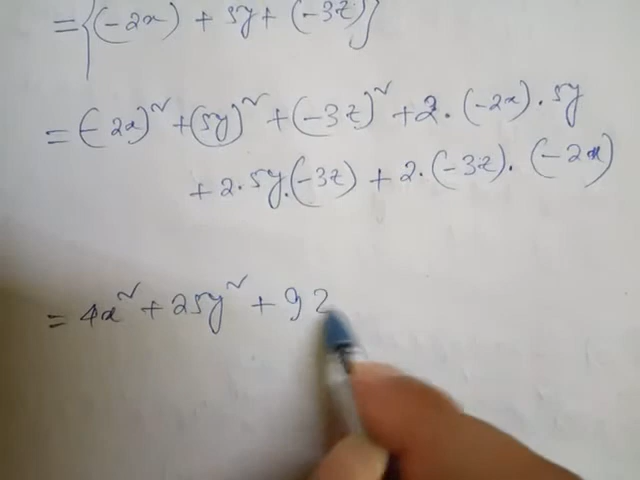 ={(-2x) + 5y + (-3z)}
= (-2x)² + (5y)² + (-3z)² + 2. (-2x) . 5y
+ 2. 5y. (-3z) + 2. (-3z). (-2x)
= 4x² + 25y² + 9z